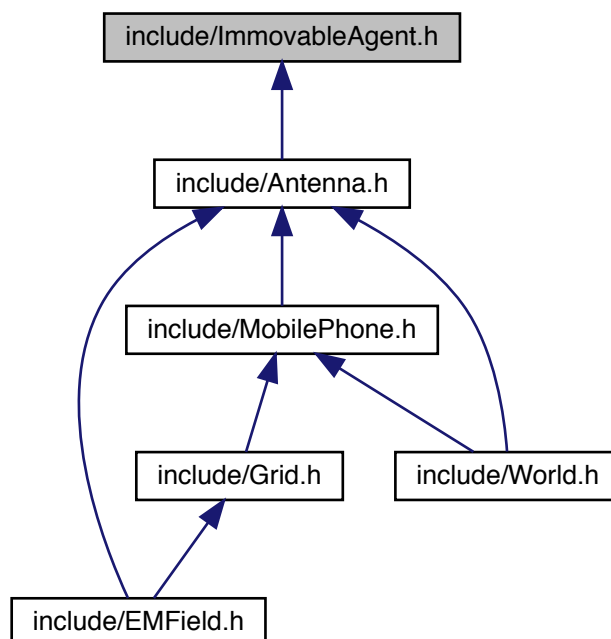 include/ImmovableAgent.h
include/Antenna.h
include/MobilePhone.h
include/Grid.h
include/World.h
include/EMField.h